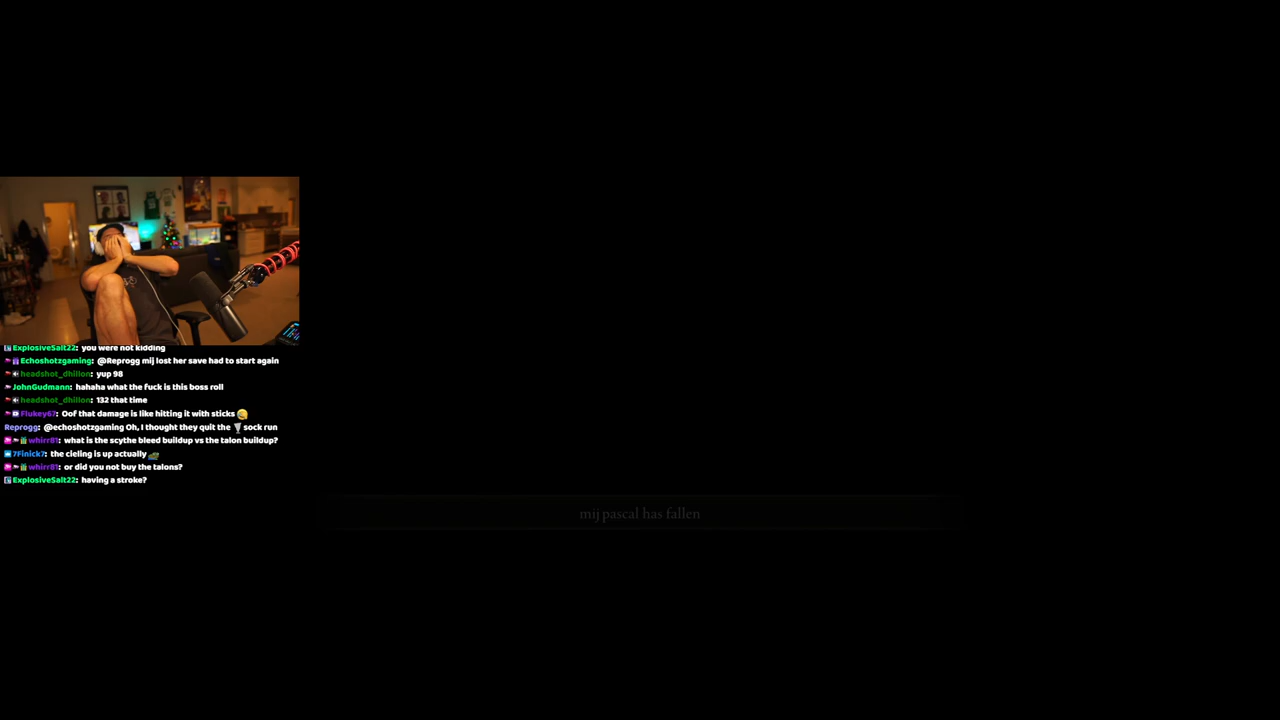 ExplosiveSalt22: you were not kidding
Echoshotzgaming: @Reprogg mij lost her save had to start again
headshot_dhillon: yup 98
JohnGudmann: hahaha what the fuck is this boss roll
headshot_dhillon: 132 that time
Flukey67: Oof that damage is like hitting it with sticks
Reprogg: @echoshotzgaming Oh, I thought they quit the sock run
whirr81: what is the scythe bleed buildup vs the talon buildup?
7Finick7: the cieling is up actually
whirr81: or did you not buy the talons?
ExplosiveSalt22: having a stroke?
mij pascal has fallen